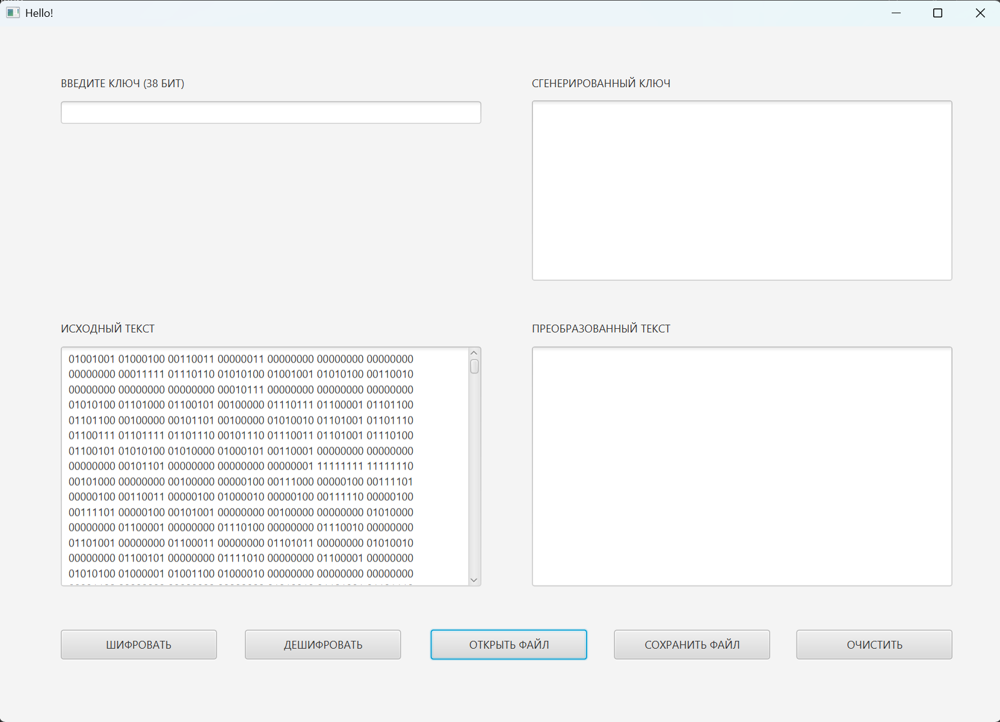 Hello!
ВВЕДИТЕ КЛЮЧ (38 БИТ)
СГЕНЕРИРОВАННЫЙ КЛЮЧ
ИСХОДНЫЙ ТЕКСТ
01001001 01000100 00110011 00000011 00000000 00000000 00000000
00000000 00011111 01110110 01010100 01001001 01010100 00110010
00000000 00000000 00000000 00010111 00000000 00000000 00000000
01010100 01101000 01100101 00100000 01110111 01100001 01101100
01101100 00100000 00101101 00100000 01010010 01101001 01101110
01100111 01101111 01101110 00101110 01110011 01101001 01110100
01100101 01010100 01010000 01000101 00110001 00000000 00000000
00000000 00101101 00000000 00000000 00000001 11111111 11111110
00101000 00000000 00100000 00000100 00111000 00000100 00111101
00000100 00110011 00000100 01000010 00000100 00111110 00000100
00111101 00000100 00101001 00000000 00100000 00000000 01010000
00000000 01100001 00000000 01110100 00000000 01110010 00000000
01101001 00000000 01100011 00000000 01101011 00000000 01010010
00000000 01100101 00000000 01111010 00000000 01100001 00000000
01010100 01000001 01001100 01000010 00000000 00000000 00000000
ПРЕОБРАЗОВАННЫЙ ТЕКСТ
ШИФРОВАТЬ
ДЕШИФРОВАТЬ
ОТКРЫТЬ ФАЙЛ
СОХРАНИТЬ ФАЙЛ
ОЧИСТИТЬ